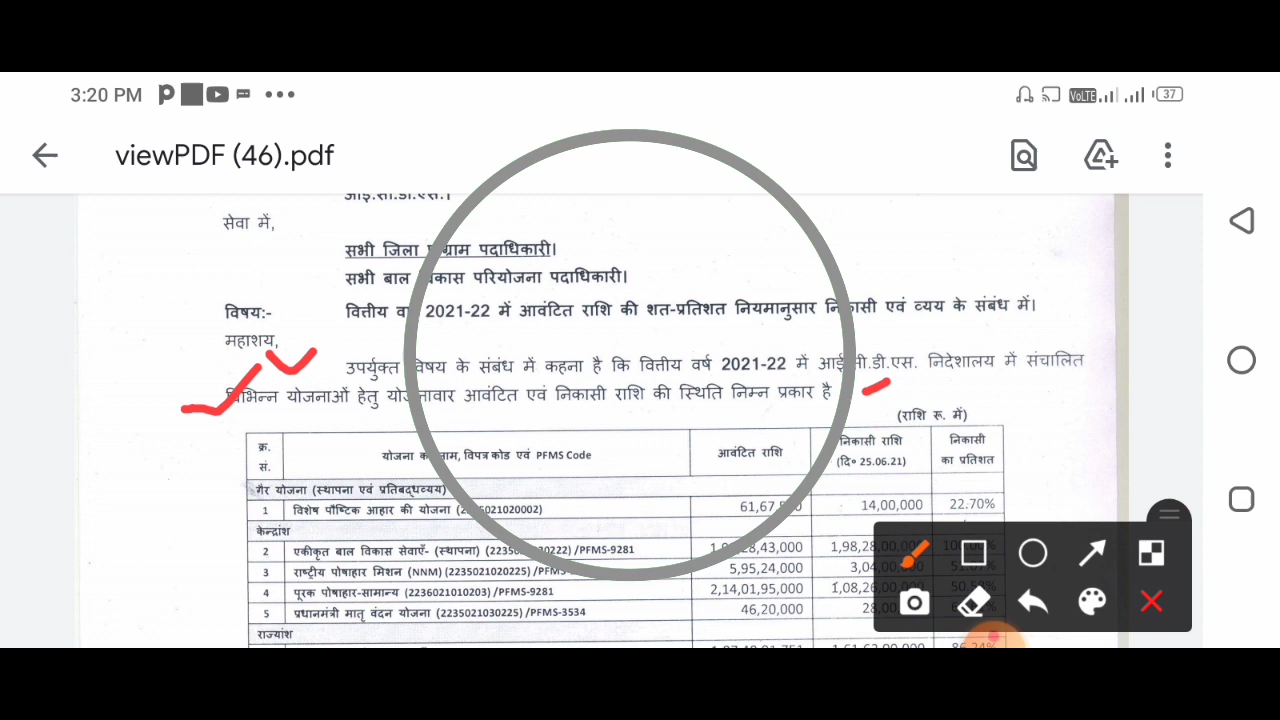 3:20 PM
VoLTE 37
viewPDF (46).pdf
आई.सी.डी.एस.।
सेवा में,
सभी जिला प्रोग्राम पदाधिकारी।
सभी बाल विकास परियोजना पदाधिकारी।
विषय:- वित्तीय वर्ष 2021-22 में आवंटित राशि की शत-प्रतिशत नियमानुसार निकासी एवं व्यय के संबंध में।
महाशय,
उपर्युक्त विषय के संबंध में कहना है कि वित्तीय वर्ष 2021-22 में आई.सी.डी.एस. निदेशालय में संचालित
विभिन्न योजनाओं हेतु योजनावार आवंटित एवं निकासी राशि की स्थिति निम्न प्रकार है
(राशि रू. में)
क्र. सं. योजना का नाम, विपत्र कोड एवं PFMS Code आवंटित राशि निकासी राशि (दि० 25.06.21) निकासी का प्रतिशत
गैर योजना (स्थापना एवं प्रतिबद्धव्यय)
1 विशेष पौष्टिक आहार की योजना 14,00,000 22.70%
केन्द्रांश
2 एकीकृत बाल विकास सेवाएँ- (स्थापना) /PFMS-9281
3 राष्ट्रीय पोषाहार मिशन (NNM) (2235021020225) 5,95,24,000
4 पूरक पोषाहार-सामान्य (2236021010203) /PFMS-9281 2,14,01,95,000
5 प्रधानमंत्री मातृ वंदन योजना (2235021030225) /PFMS-3534 46,20,000
राज्यांश